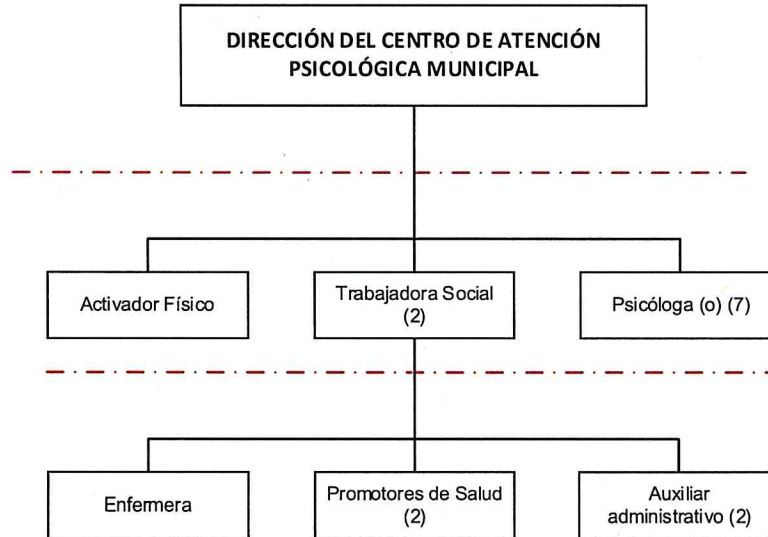 DIRECCIÓN DEL CENTRO DE ATENCIÓN
PSICOLÓGICA MUNICIPAL
Activador Físico
Trabajadora Social
(2)
Psicóloga (o) (7)
Enfermera
Promotores de Salud
(2)
Auxiliar
administrativo (2)